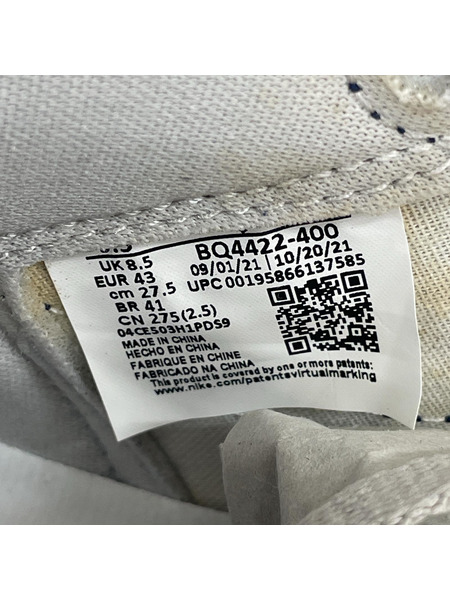 BQ4422-400
UK 8.5
09/01/21 | 10/20/21
EUR 43
UPC 00195866137585
cm 27.5
BR 41
CN 275(2.5)
04CE503H1PDS9
MADE IN CHINA
HECHO EN CHINA
FABRIQUE EN CHINE
FABRICADO NA CHINA
This product is covered by one or more patents:
www.nike.com/patentsvirtualmarking